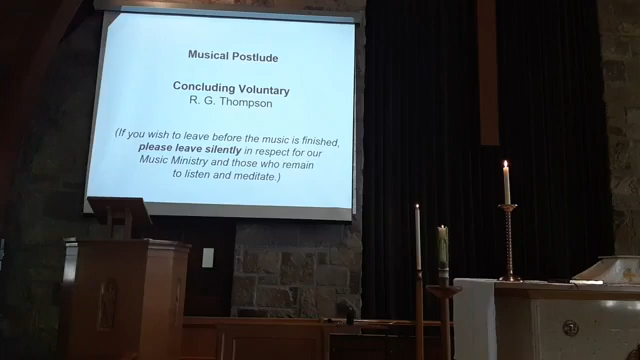 Musical Postlude
Concluding Voluntary
R. G. Thompson
(If you wish to leave before the music is finished,
please leave silently in respect for our
Music Ministry and those who remain
to listen and meditate.)